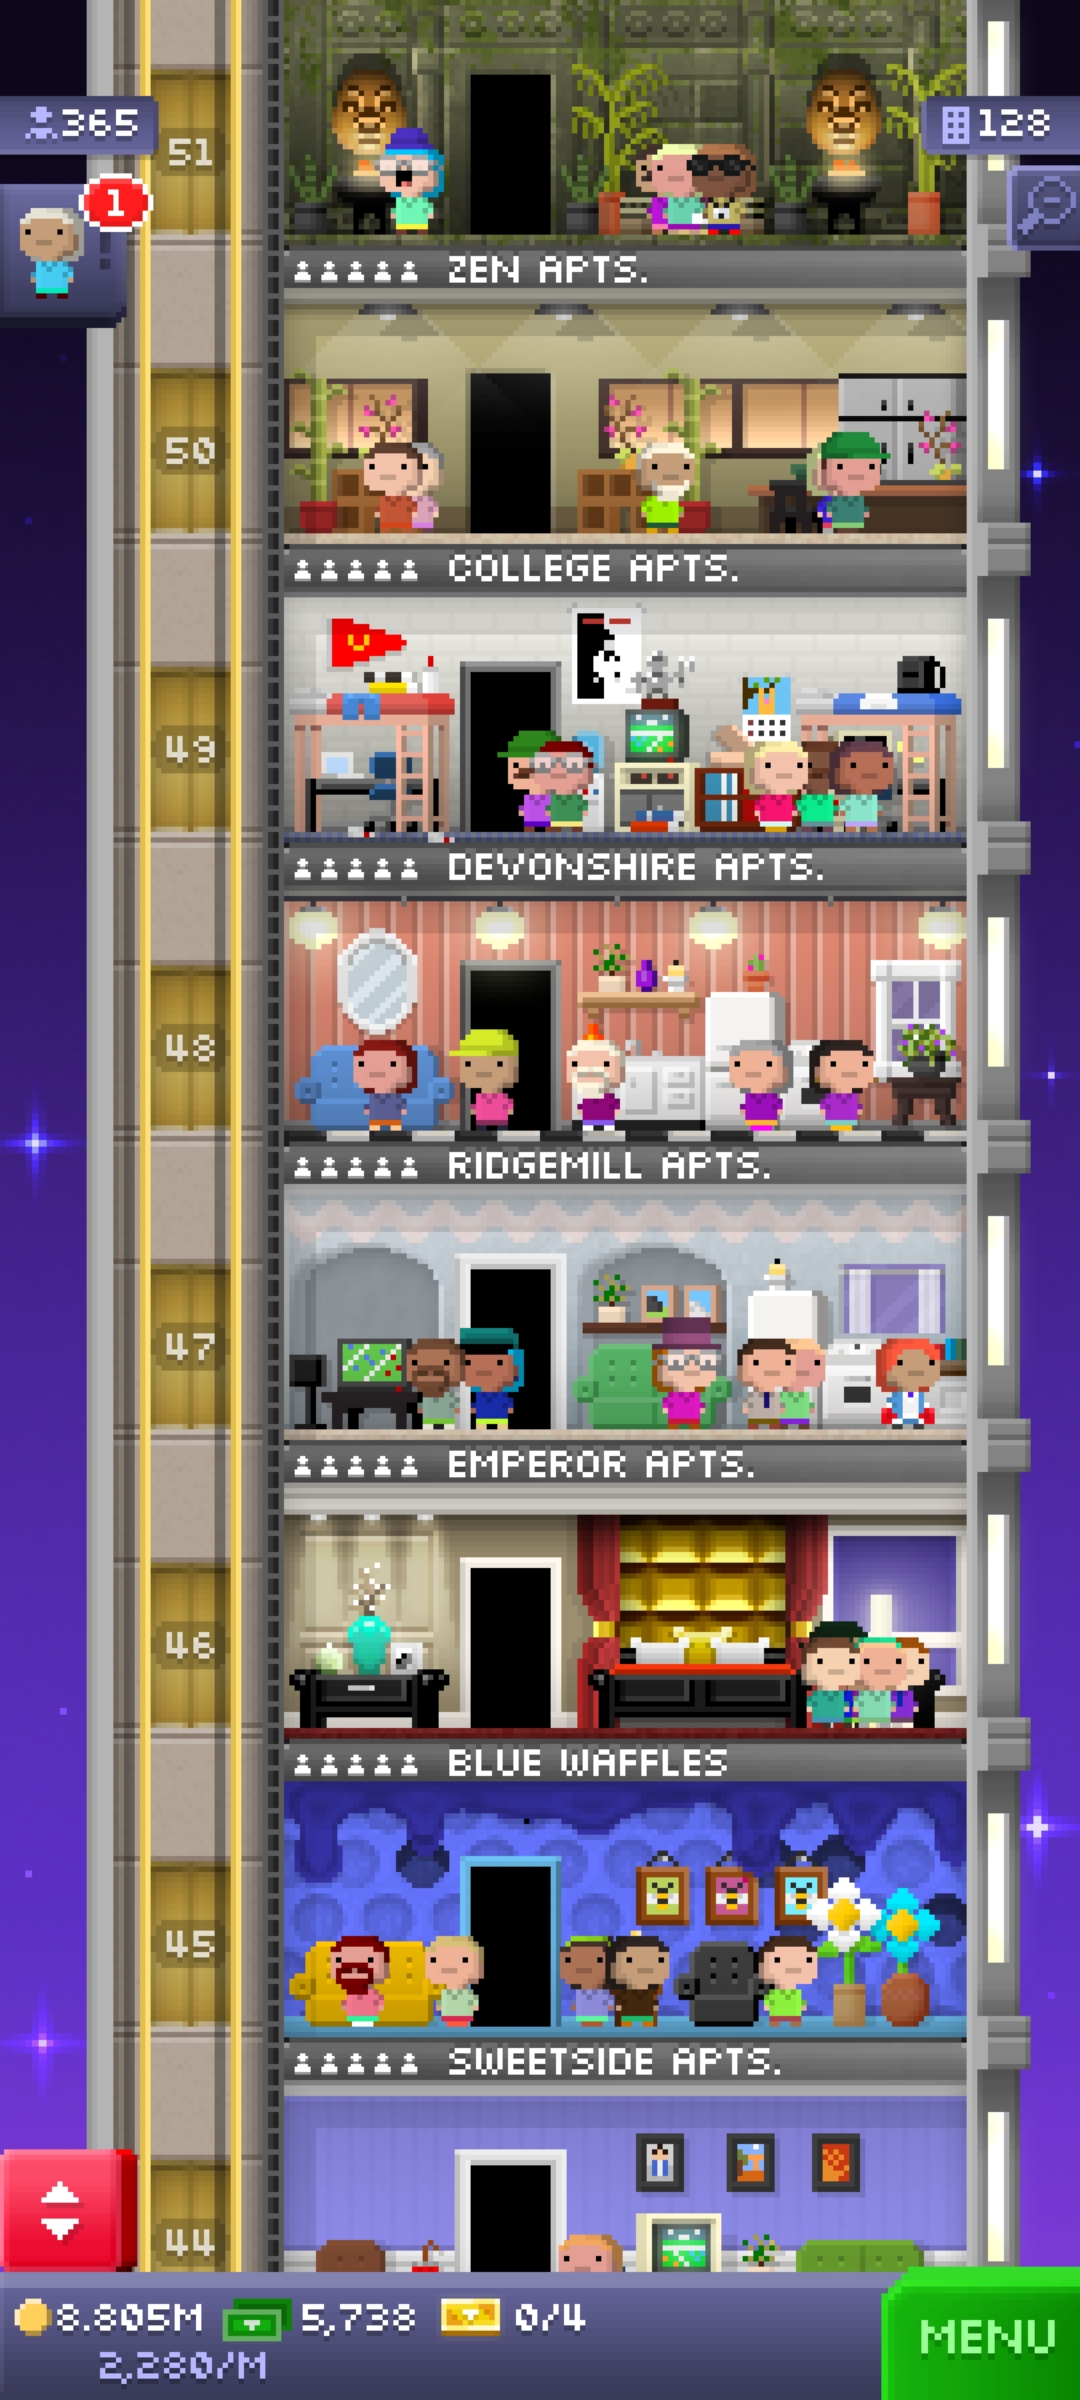 365
128
1
51
ZEN APTS.
50
COLLEGE APTS.
49
DEVONSHIRE APTS.
48
RIDGEMILL APTS.
47
EMPEROR APTS.
46
BLUE WAFFLES
45
SWEETSIDE APTS.
44
8.805M 5,738 0/4
2,280/M
MENU